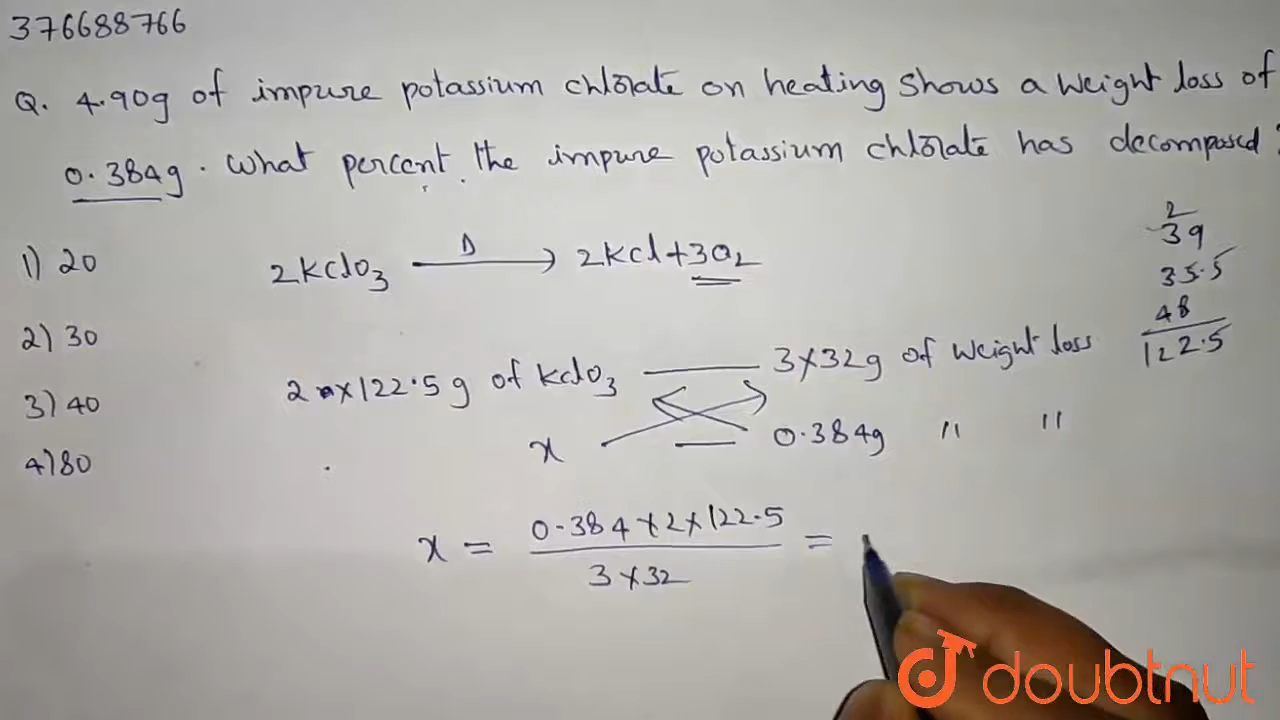 376688766
Q. 4.90g of impure potassium chlorate on heating shows a weight loss of
0.384g. What percent the impure potassium chlorate has decomposed?
1) 20
2KClO3 Δ → 2KCl+3O2
2) 30
3) 40
4) 80
2
39
35.5
48
122.5
2 × 122.5 g of KClO3 — 3×32g of weight loss
x — 0.384g " "
x = 0.384×2×122.5 / 3×32 =
doubtnut